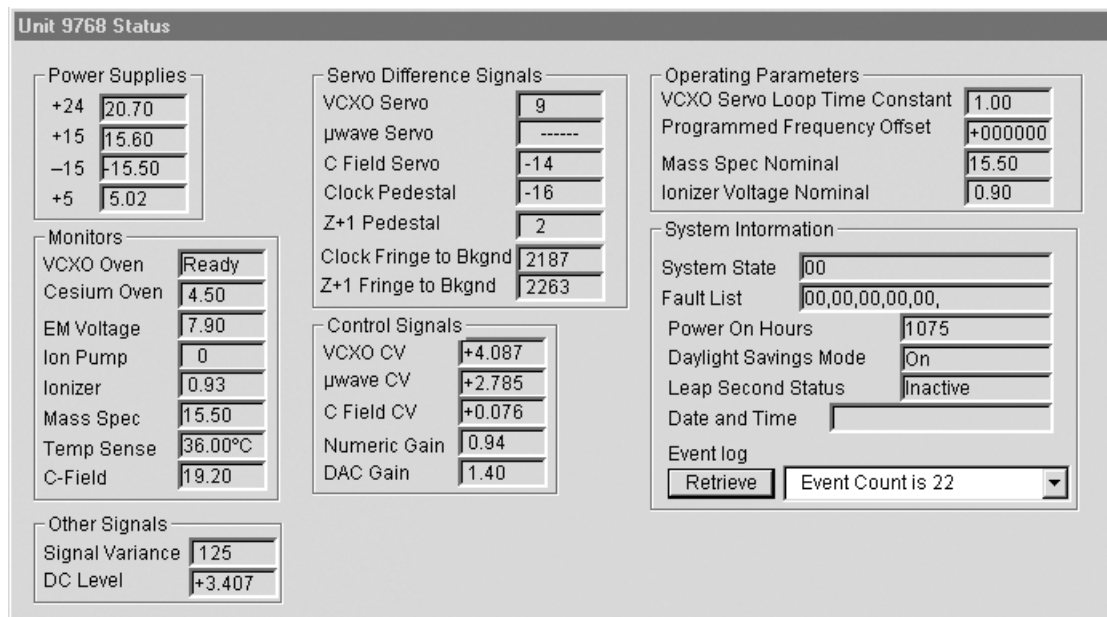 Unit 9768 Status
Power Supplies
+24 20.70
+15 15.60
–15 -15.50
+5 5.02
Monitors
VCXO Oven Ready
Cesium Oven 4.50
EM Voltage 7.90
Ion Pump 0
Ionizer 0.93
Mass Spec 15.50
Temp Sense 36.00°C
C-Field 19.20
Other Signals
Signal Variance 125
DC Level +3.407
Servo Difference Signals
VCXO Servo 9
µwave Servo ------
C Field Servo -14
Clock Pedestal -16
Z+1 Pedestal 2
Clock Fringe to Bkgnd 2187
Z+1 Fringe to Bkgnd 2263
Control Signals
VCXO CV +4.087
µwave CV +2.785
C Field CV +0.076
Numeric Gain 0.94
DAC Gain 1.40
Operating Parameters
VCXO Servo Loop Time Constant 1.00
Programmed Frequency Offset +000000
Mass Spec Nominal 15.50
Ionizer Voltage Nominal 0.90
System Intormation
System State 00
Fault List 00,00,00,00,00,
Power On Hours 1075
Daylight Savings Mode On
Leap Second Status Inactive
Date and Time
Event log
Retrieve Event Count is 22